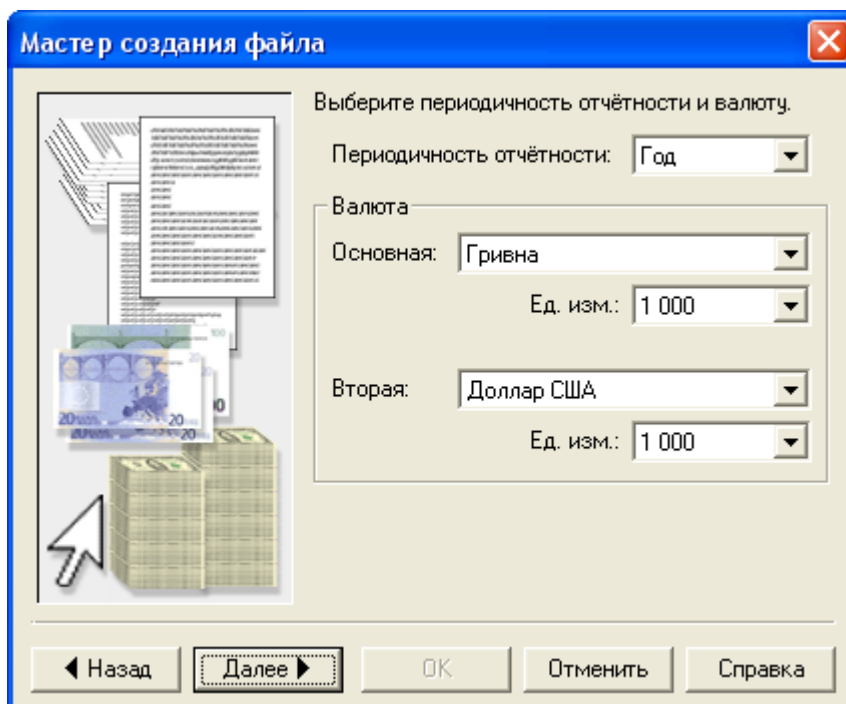 Мастер создания файла
Выберите периодичность отчётности и валюту.
Периодичность отчётности: Год
Валюта
Основная: Гривна
Ед. изм.: 1 000
Вторая: Доллар США
Ед. изм.: 1 000
Назад Далее ОК Отменить Справка